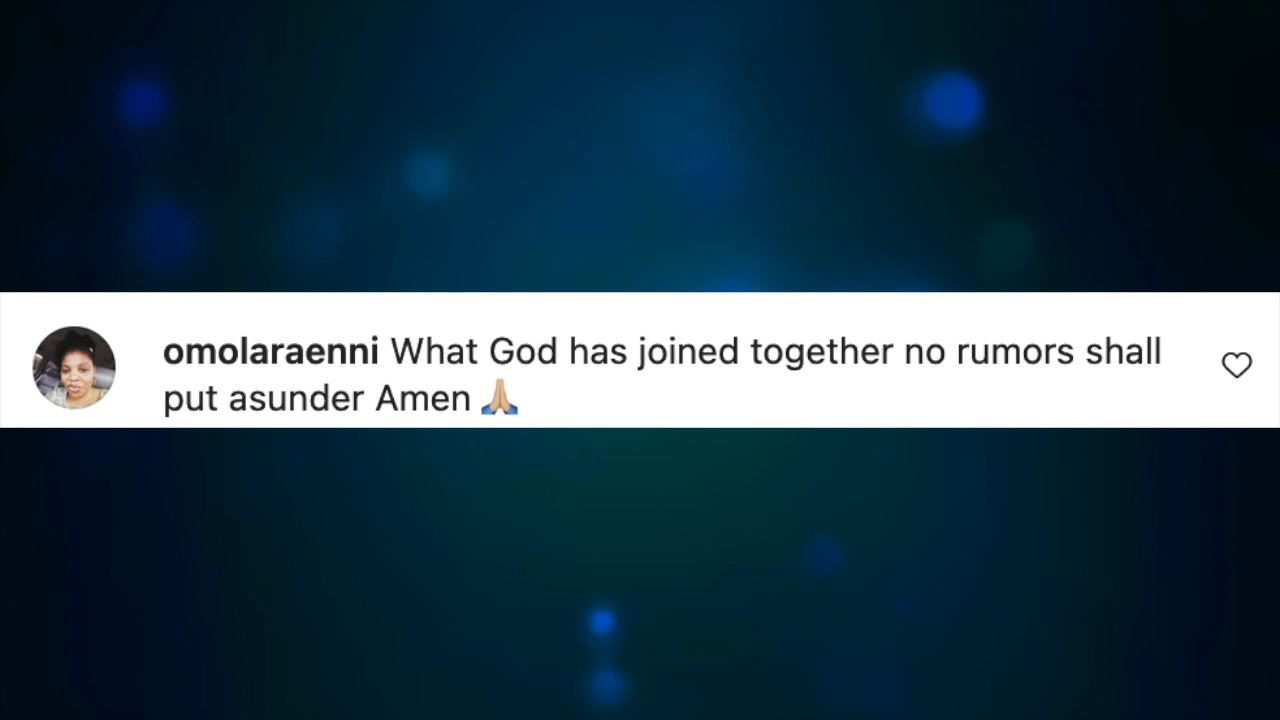 omolaraenni What God has joined together no rumors shall
put asunder Amen 🙏🏼